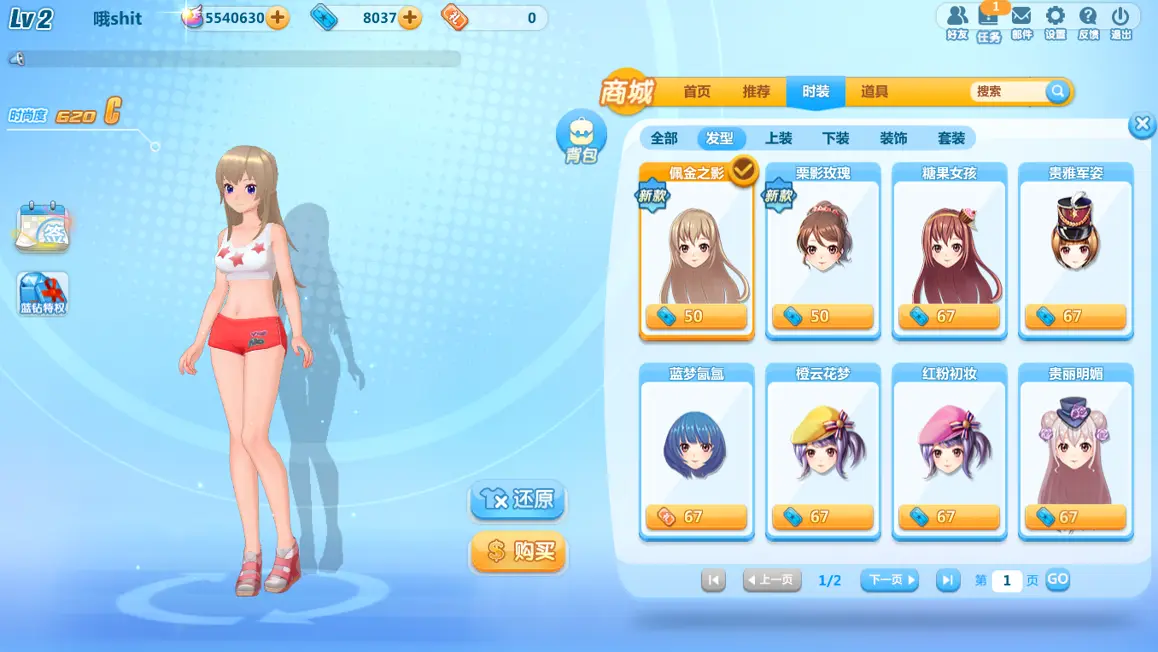 Lv 2
哦shit
5540630
8037
礼
0
1
好友
任务
邮件
设置
反馈
退出
时尚度 620 C
商城
首页
推荐
时装
道具
搜索
背包
全部
发型
上装
下装
装饰
套装
佩金之影
栗影玫瑰
糖果女孩
贵雅军姿
新款
新款
50
50
67
67
签
蓝钻特权
蓝梦氤氲
橙云花梦
红粉初妆
贵丽明媚
67
67
67
67
还原
购买
上一页
1/2
下一页
第 1 页 GO